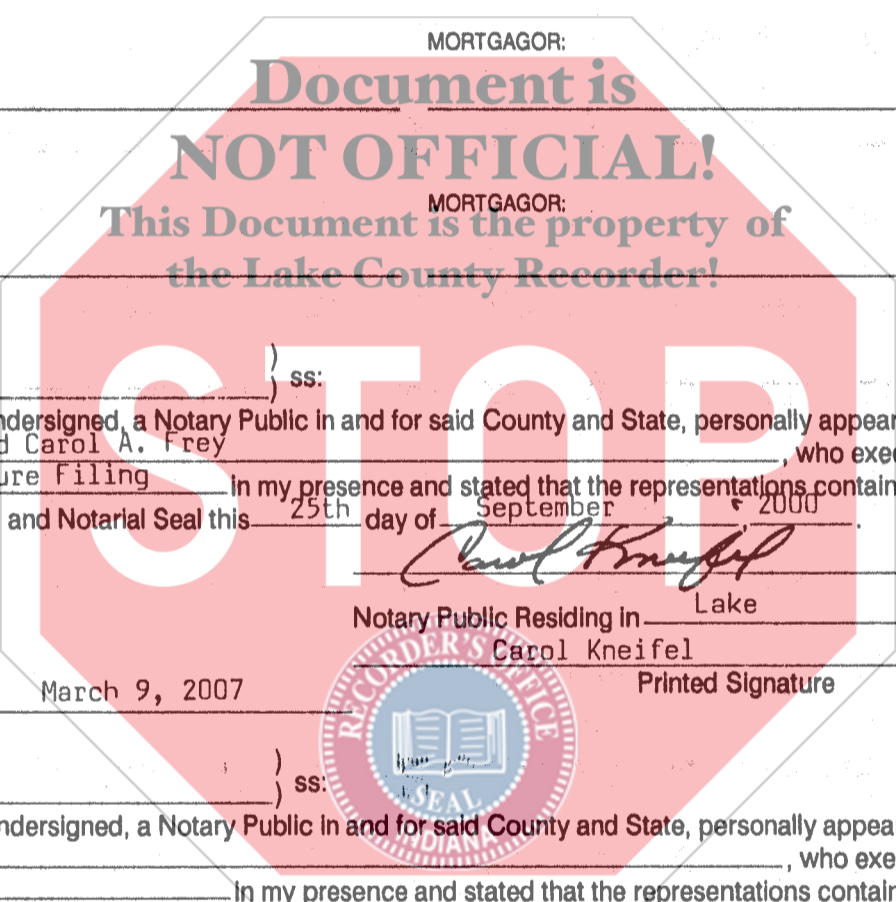 MORTGAGOR:
Document is
NOT OFFICIAL!
MORTGAGOR:
This Document is the property of
the Lake County Recorder!
STOP
) ss:
)
ndersigned, a Notary Public in and for said County and State, personally appear
d Carol A. Frey, who exe
ure Filing in my presence and stated that the representations contain
and Notarial Seal this 25th day of September, 2000.
Carol Kneifel
Notary Public Residing in Lake
Carol Kneifel
Printed Signature
March 9, 2007
RECORDER'S OFFICE
SEAL
INDIANA
) ss:
)
ndersigned, a Notary Public in and for said County and State, personally appea
, who exe
in my presence and stated that the representations contain